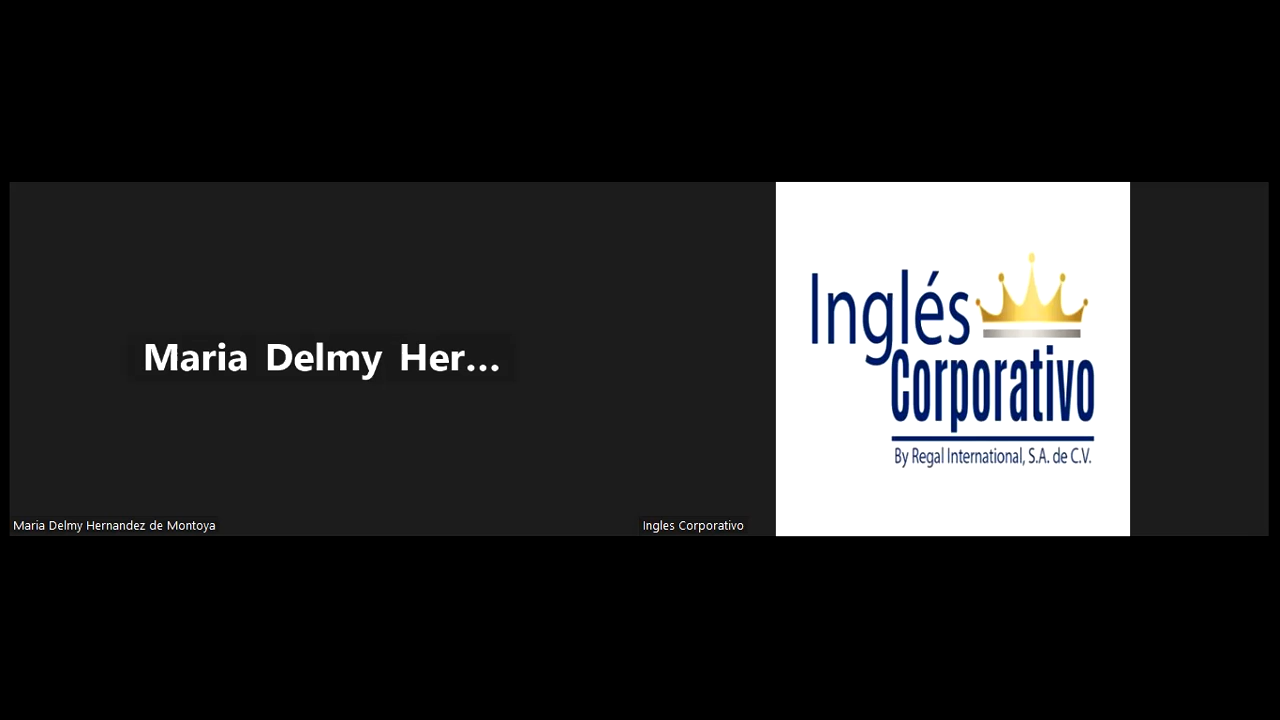 Maria Delmy Her...
Maria Delmy Hernandez de Montoya
Inglés
Corporativo
By Regal International, S.A. de C.V.
Ingles Corporativo